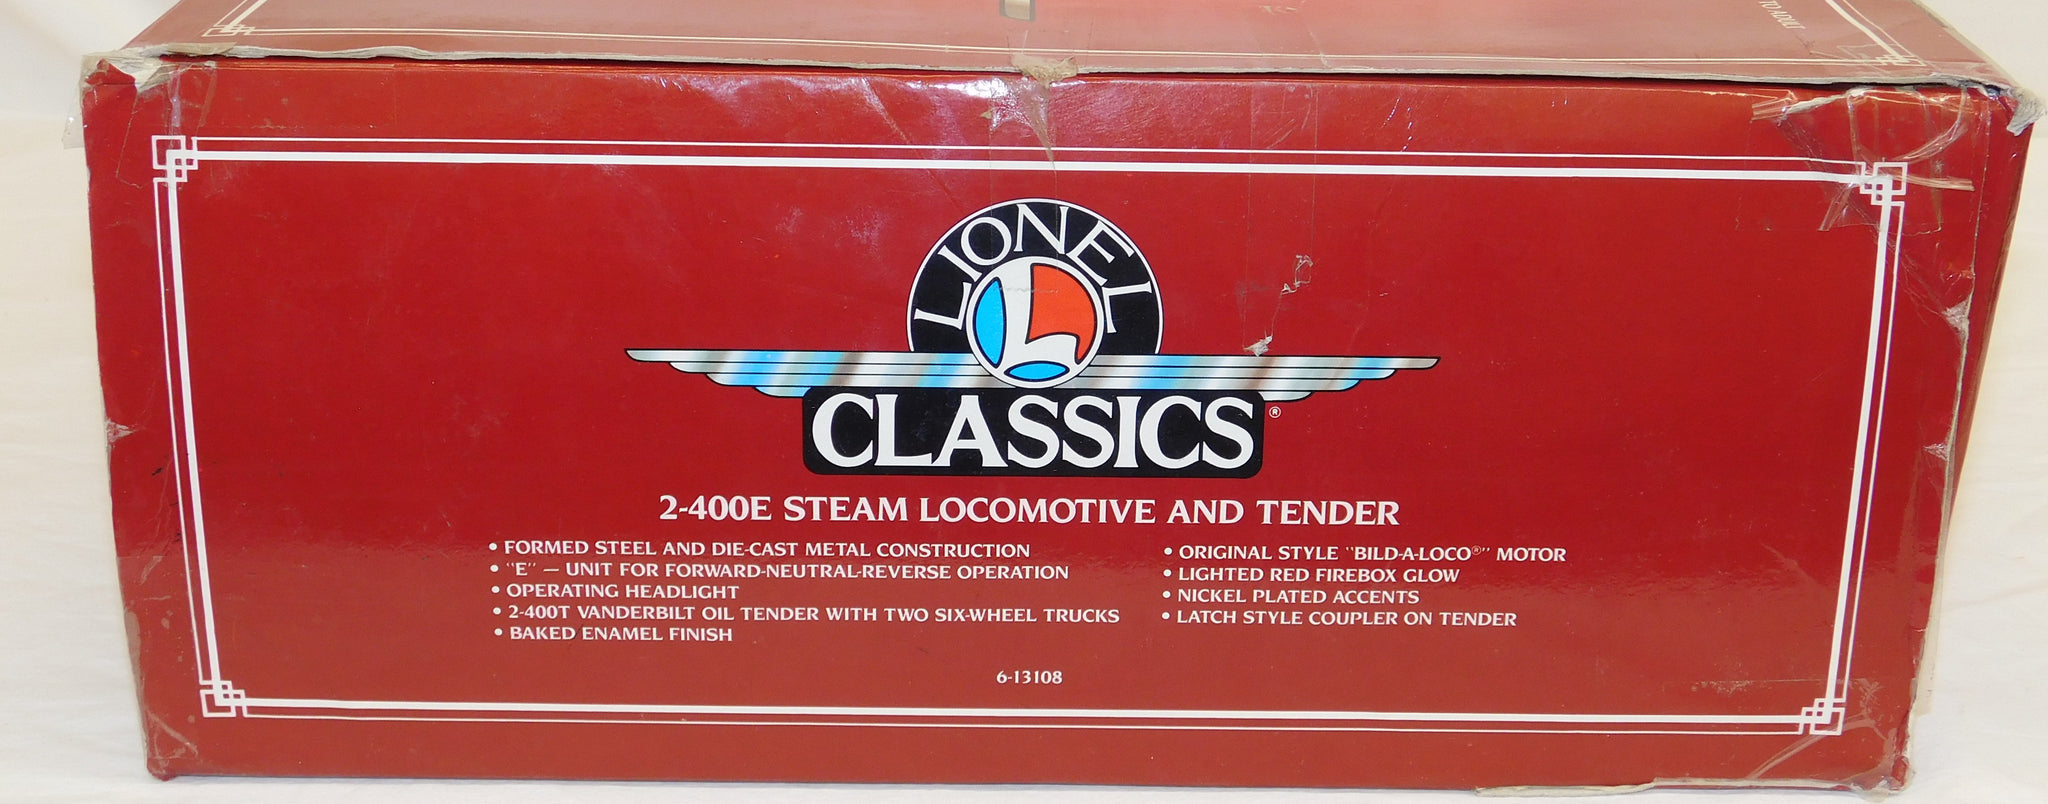 TO ADULT
LIONEL
L
CLASSICS®
2-400E STEAM LOCOMOTIVE AND TENDER
• FORMED STEEL AND DIE-CAST METAL CONSTRUCTION
• "E" — UNIT FOR FORWARD-NEUTRAL-REVERSE OPERATION
• OPERATING HEADLIGHT
• 2-400T VANDERBILT OIL TENDER WITH TWO SIX-WHEEL TRUCKS
• BAKED ENAMEL FINISH
• ORIGINAL STYLE "BILD-A-LOCO®" MOTOR
• LIGHTED RED FIREBOX GLOW
• NICKEL PLATED ACCENTS
• LATCH STYLE COUPLER ON TENDER
6-13108